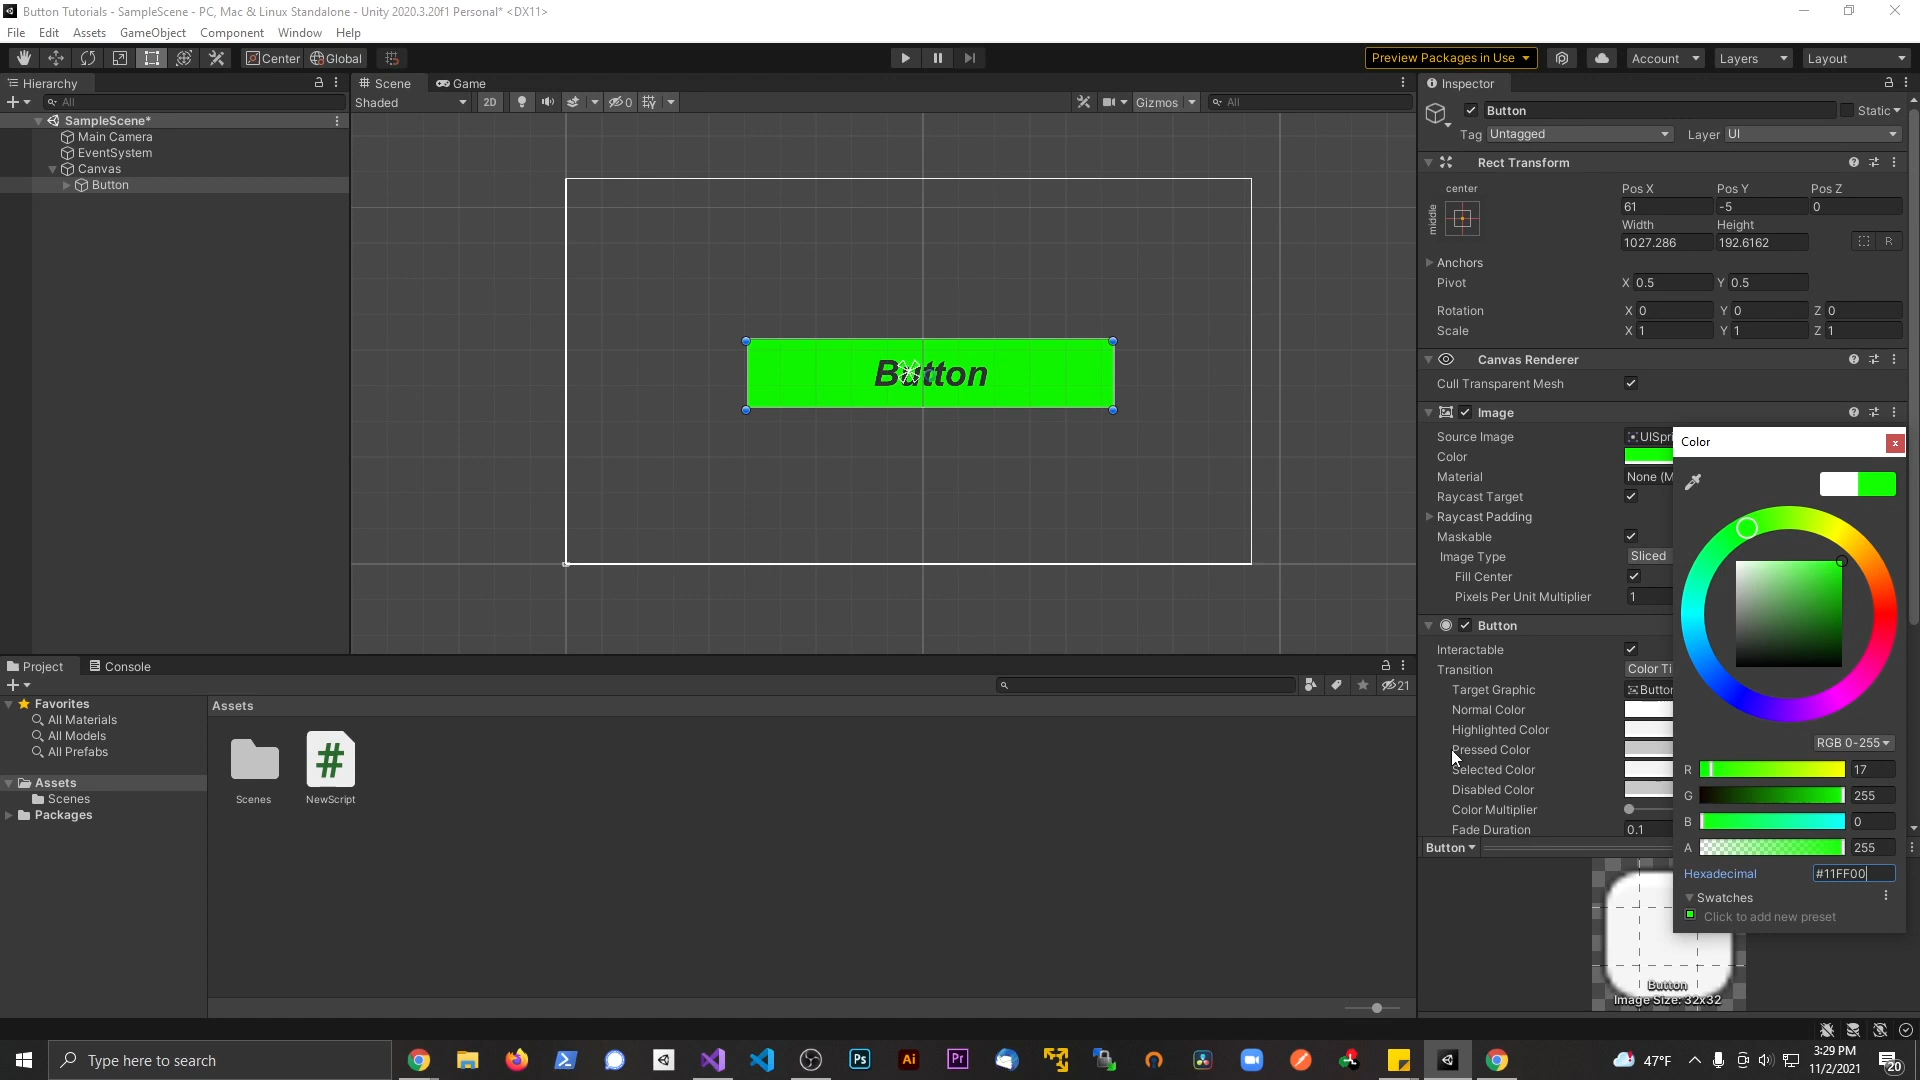 Button Tutorials - SampleScene - PC, Mac & Linux Standalone - Unity 2020.3.20f1 Personal* <DX11>
File Edit Assets GameObject Component Window Help
Center Global
Preview Packages in Use Account Layers Layout
Hierarchy
All
SampleScene*
Main Camera
EventSystem
Canvas
Button
Scene Game
Shaded 2D 0 Gizmos All
Button
Inspector
Button Static
Tag Untagged Layer UI
Rect Transform
center Pos X Pos Y Pos Z
middle 61 -5 0
Width Height
1027.286 192.6162 R
Anchors
Pivot X 0.5 Y 0.5
Rotation X 0 Y 0 Z 0
Scale X 1 Y 1 Z 1
Canvas Renderer
Cull Transparent Mesh
Image
Source Image UISpri
Color
Material None (M
Raycast Target
Raycast Padding
Maskable
Image Type Sliced
Fill Center
Pixels Per Unit Multiplier 1
Button
Interactable
Transition Color Ti
Target Graphic Button
Normal Color
Highlighted Color
Pressed Color
Selected Color
Disabled Color
Color Multiplier
Fade Duration 0.1
Button
Button
Image Size: 32x32
Color
RGB 0-255
R 17
G 255
B 0
A 255
Hexadecimal #11FF00
Swatches
Click to add new preset
Project Console
21
Favorites
All Materials
All Models
All Prefabs
Assets
Scenes
Packages
Assets
Scenes NewScript
Type here to search
Ps Ai Pr
47°F
3:29 PM
11/2/2021
20